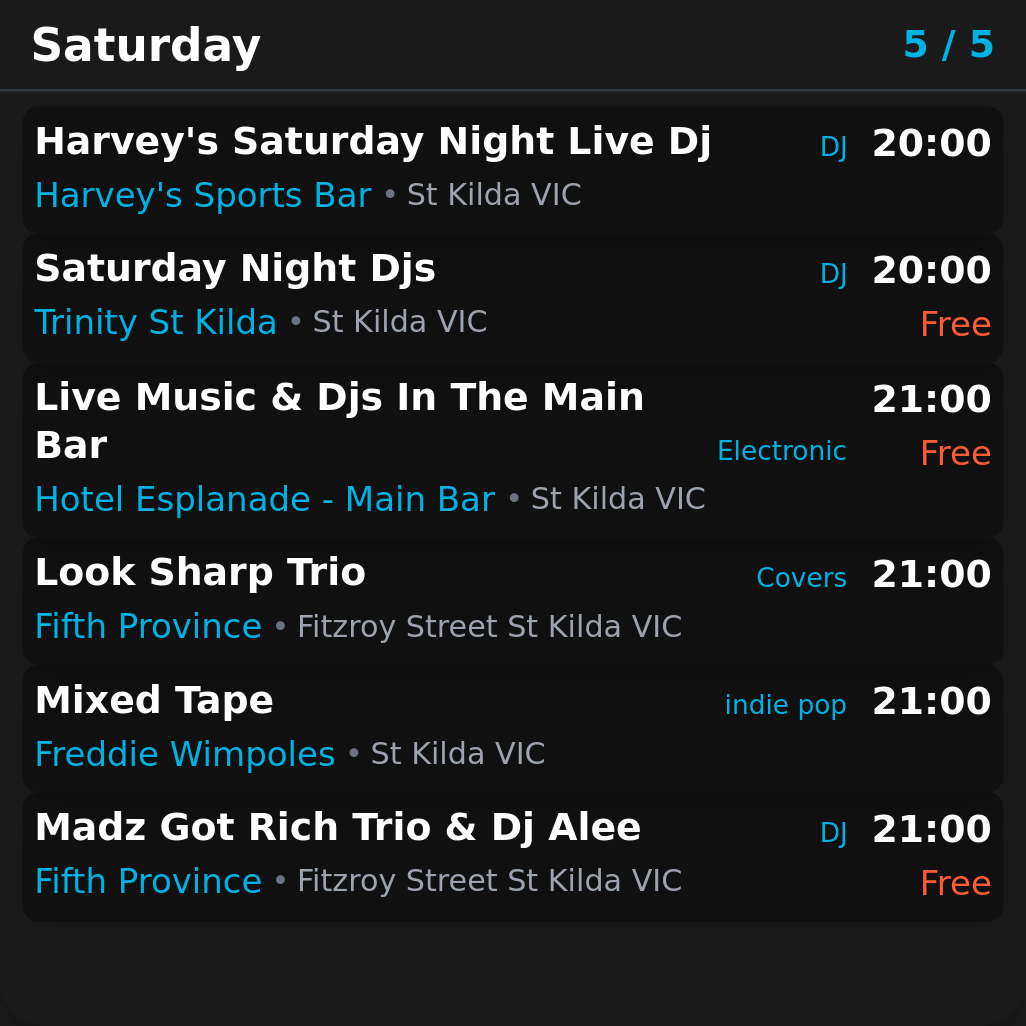 Saturday 5 / 5
Harvey's Saturday Night Live Dj DJ 20:00
Harvey's Sports Bar • St Kilda VIC
Saturday Night Djs DJ 20:00
Trinity St Kilda • St Kilda VIC Free
Live Music & Djs In The Main 21:00
Bar Electronic Free
Hotel Esplanade - Main Bar • St Kilda VIC
Look Sharp Trio Covers 21:00
Fifth Province • Fitzroy Street St Kilda VIC
Mixed Tape indie pop 21:00
Freddie Wimpoles • St Kilda VIC
Madz Got Rich Trio & Dj Alee DJ 21:00
Fifth Province • Fitzroy Street St Kilda VIC Free